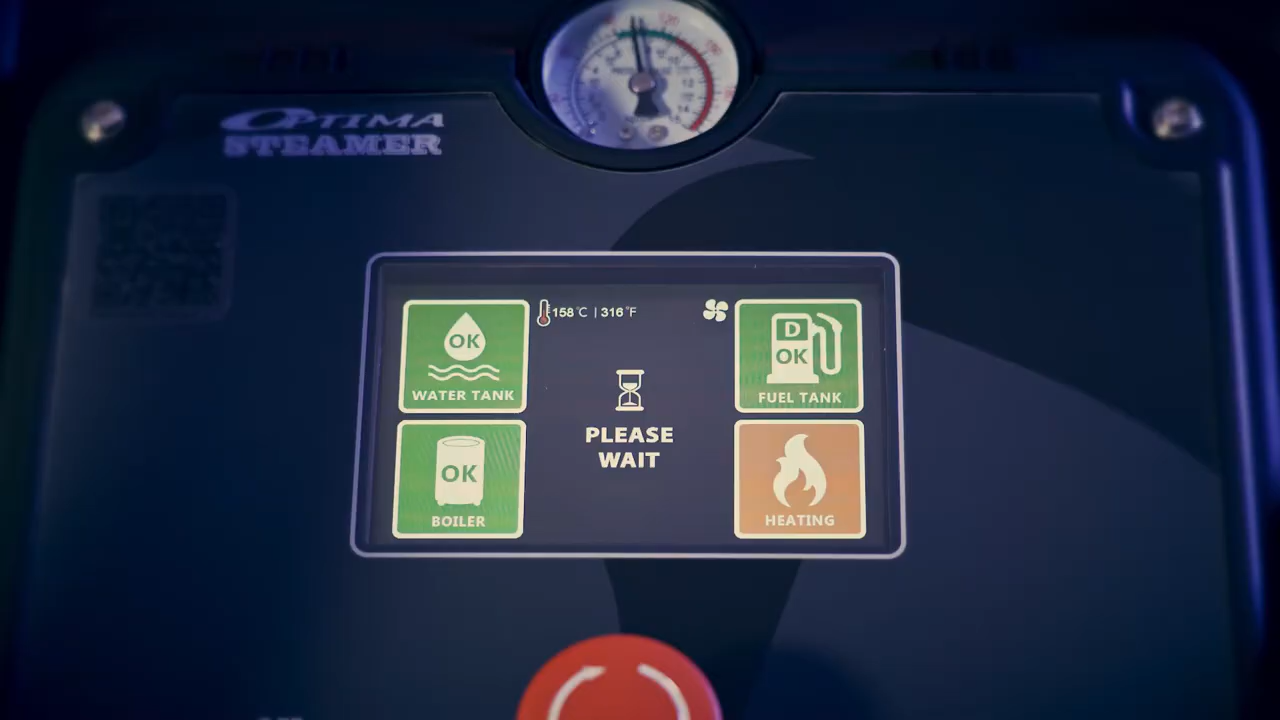 OPTIMA
STEAMER
158°C | 316°F
OK
WATER TANK
D
OK
FUEL TANK
PLEASE
WAIT
OK
BOILER
HEATING